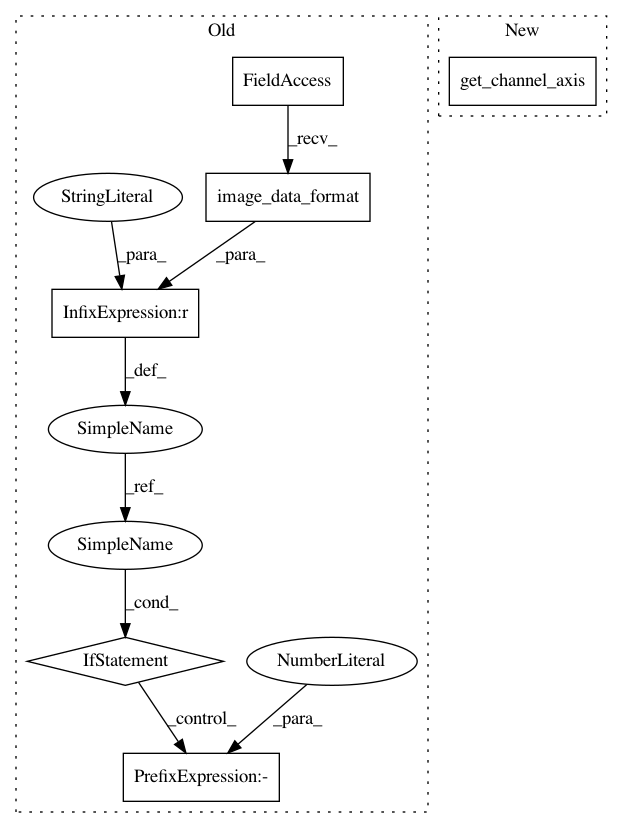 Old
New
FieldAccess
get_channel_axis
_recv_
StringLiteral
image_data_format
_para_
_para_
InfixExpression:r
_def_
SimpleName
_ref_
SimpleName
_cond_
IfStatement
NumberLiteral
_control_
_para_
PrefixExpression:-